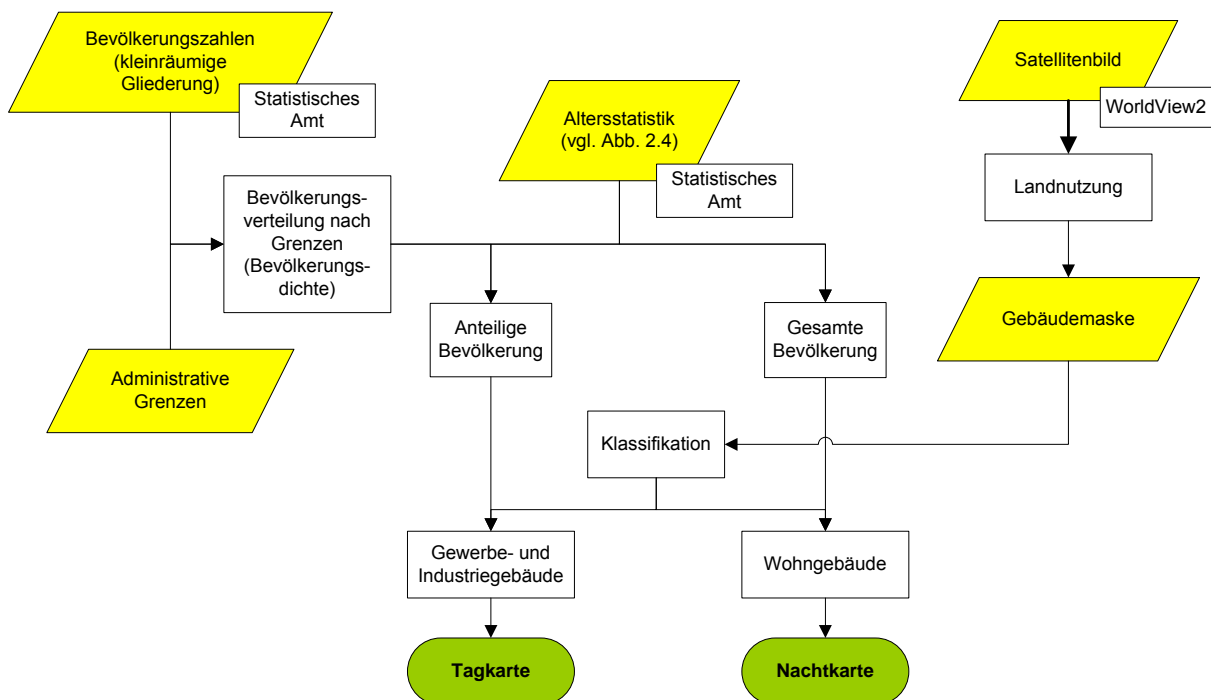 Bevölkerungszahlen
(kleinräumige
Gliederung)
Statistisches
Amt
Altersstatistik
(vgl. Abb. 2.4)
Statistisches
Amt
Satellitenbild
WorldView2
Landnutzung
Bevölkerungs-
verteilung nach
Grenzen
(Bevölkerungs-
dichte)
Anteilige
Bevölkerung
Gesamte
Bevölkerung
Gebäudemaske
Administrative
Grenzen
Klassifikation
Gewerbe- und
Industriegebäude
Wohngebäude
Tagkarte
Nachtkarte